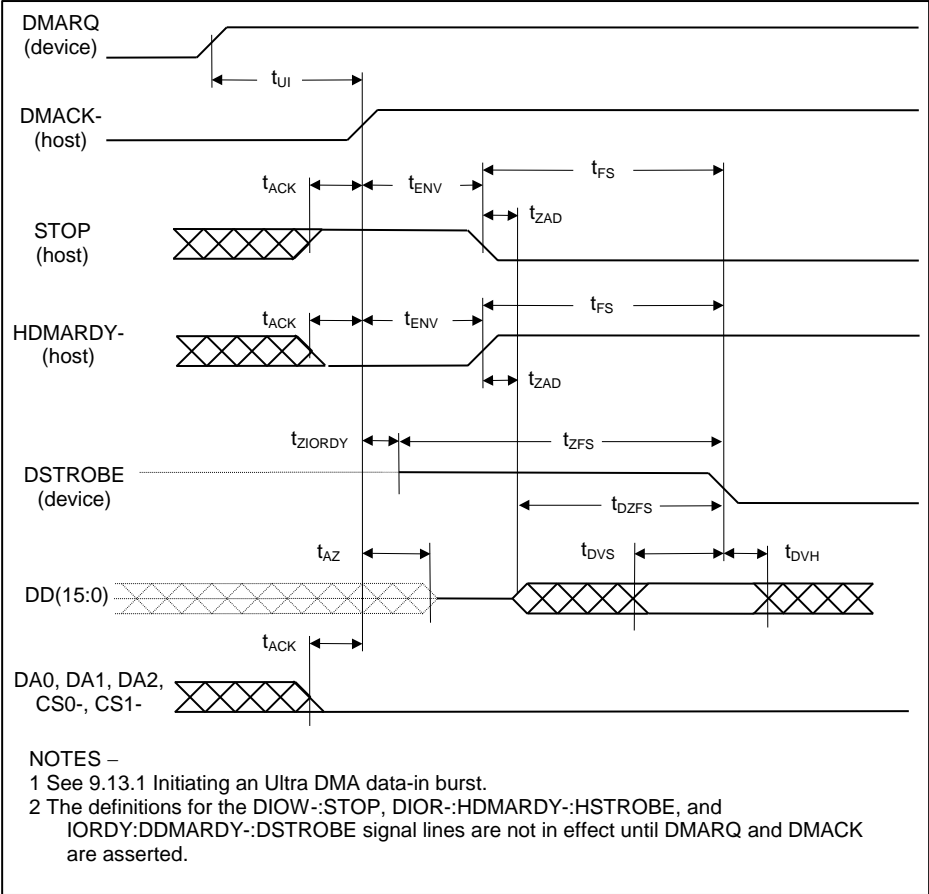 DMARQ
(device)
tUI
DMACK-
(host)
tACK
tENV
tFS
tZAD
STOP
(host)
tACK
tENV
tFS
HDMARDY-
(host)
tZAD
tZIORDY
tZFS
DSTROBE
(device)
tDZFS
tAZ
tDVS
tDVH
DD(15:0)
tACK
DA0, DA1, DA2,
CS0-, CS1-
NOTES –
1 See 9.13.1 Initiating an Ultra DMA data-in burst.
2 The definitions for the DIOW-:STOP, DIOR-:HDMARDY-:HSTROBE, and
IORDY:DDMARDY-:DSTROBE signal lines are not in effect until DMARQ and DMACK
are asserted.